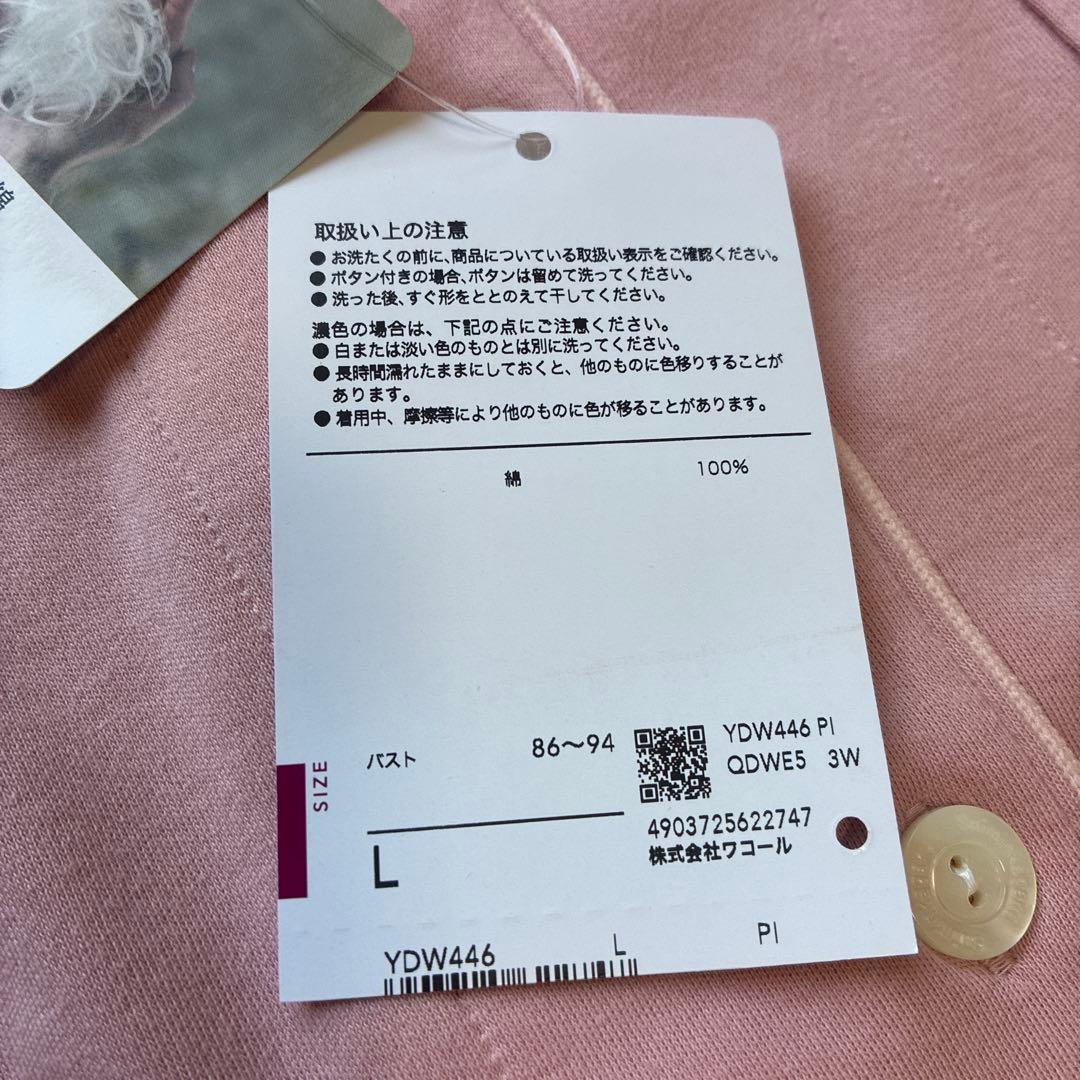 取扱い上の注意
●お洗たくの前に、商品についている取扱い表示をご確認ください。
●ボタン付きの場合、ボタンは留めて洗ってください。
●洗った後、すぐ形をととのえて干してください。
濃色の場合は、下記の点にご注意ください。
●白または淡い色のものとは別に洗ってください。
●長時間濡れたままにしておくと、他のものに色移りすることが
あります。
●着用中、摩擦等により他のものに色が移ることがあります。
綿 100%
SIZE
バスト 86〜94
L
YDW446 PI
QDWE5 3W
4903725622747
株式会社ワコール
YDW446 L PI